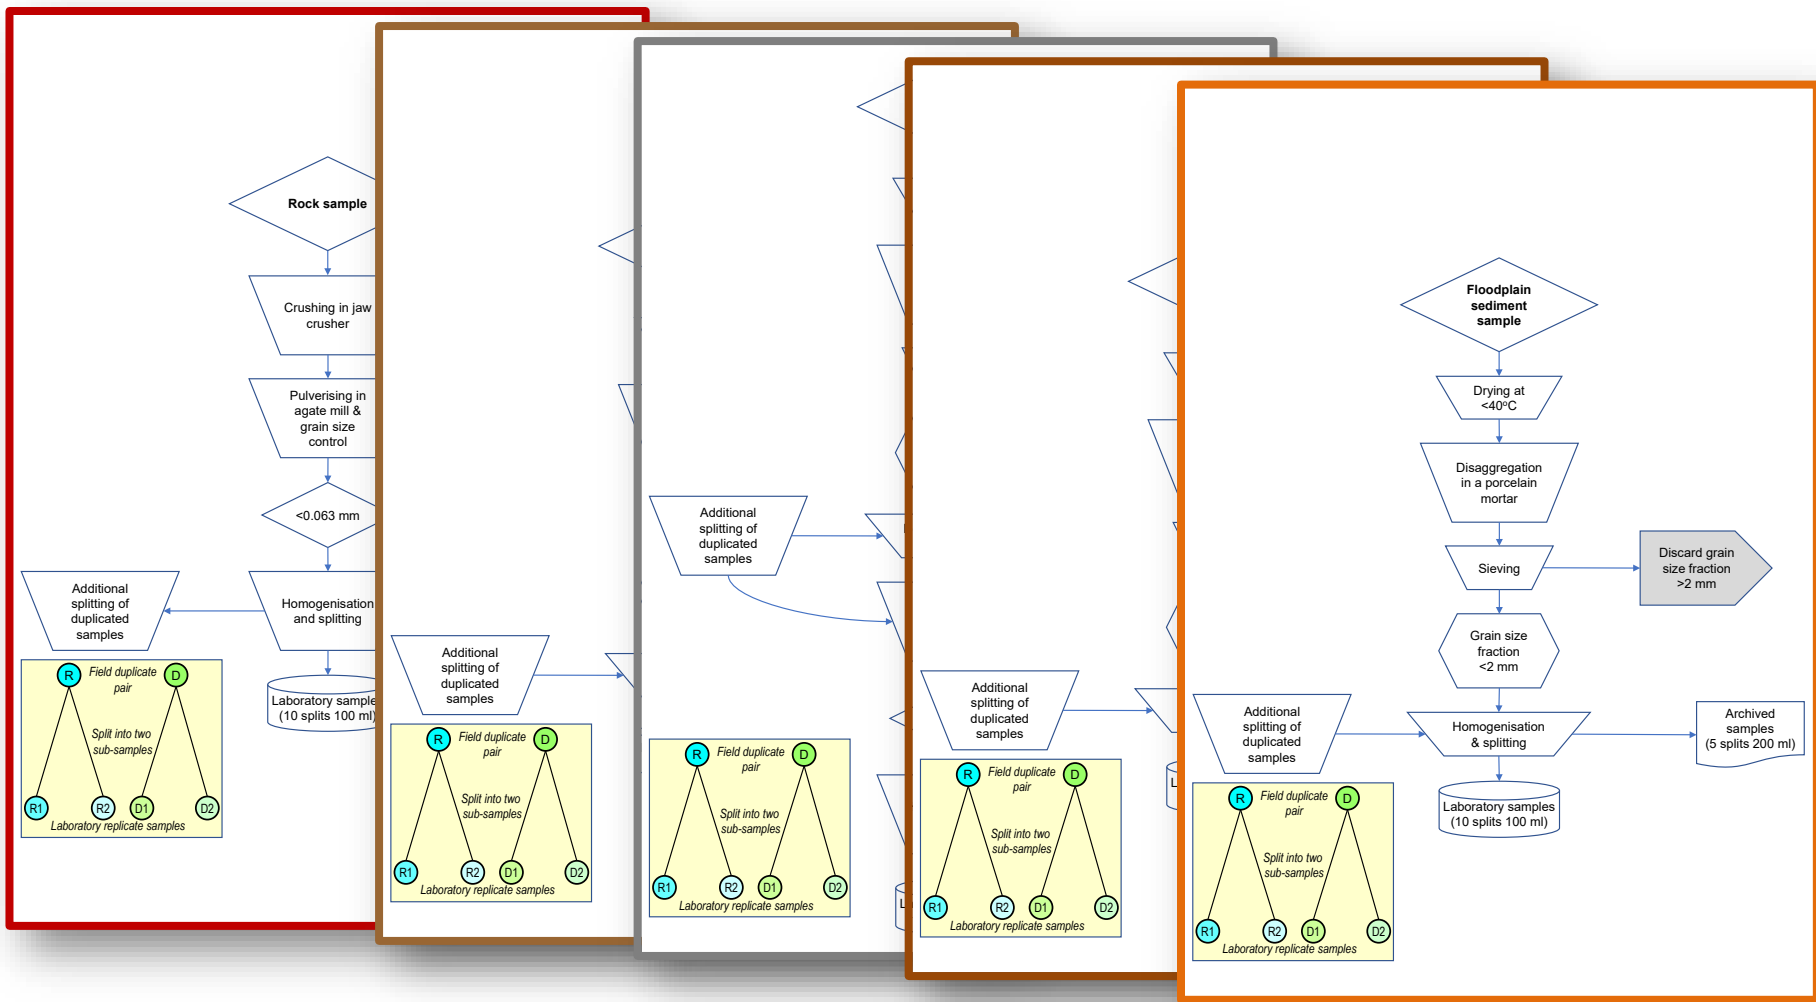 Rock sample
Crushing in jaw
crusher
Pulverising in
agate mill &
grain size
control
<0.063 mm
Additional
splitting of
duplicated
samples
Homogenisation
and splitting
Laboratory sample
(10 splits 100 ml)
R
Field duplicate
pair
D
Split into two
sub-samples
R1
R2
D1
D2
Laboratory replicate samples
Additional
splitting of
duplicated
samples
R
Field duplicate
pair
D
Split into two
sub-samples
R1
R2
D1
D2
Laboratory replicate samples
Additional
splitting of
duplicated
samples
R
Field duplicate
pair
D
Split into two
sub-samples
R1
R2
D1
D2
Laboratory replicate samples
Additional
splitting of
duplicated
samples
R
Field duplicate
pair
D
Split into two
sub-samples
R1
R2
D1
D2
Laboratory replicate samples
Floodplain
sediment
sample
Drying at
<40°C
Disaggregation
in a porcelain
mortar
Sieving
Discard grain
size fraction
>2 mm
Grain size
fraction
<2 mm
Additional
splitting of
duplicated
samples
Homogenisation
& splitting
Archived
samples
(5 splits 200 ml)
Laboratory samples
(10 splits 100 ml)
R
Field duplicate
pair
D
Split into two
sub-samples
R1
R2
D1
D2
Laboratory replicate samples